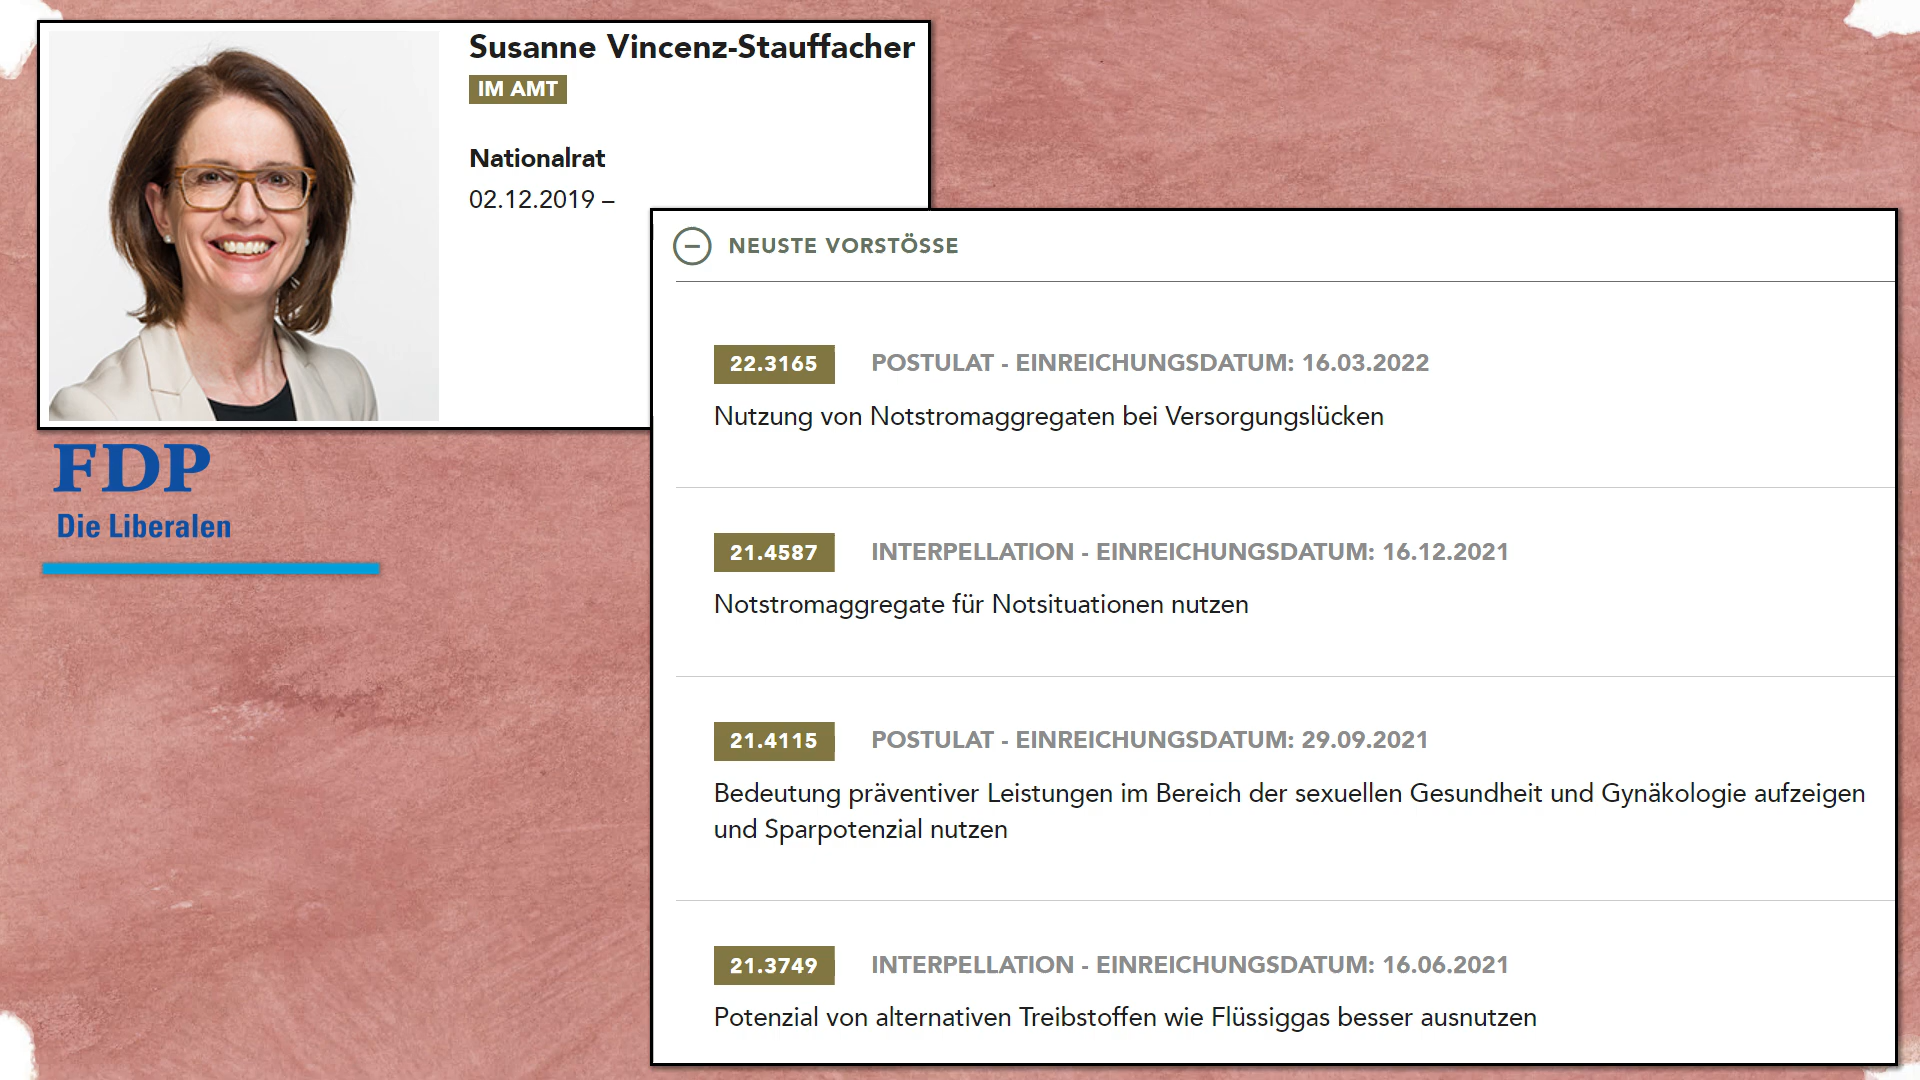 Susanne Vincenz-Stauffacher
IM AMT
Nationalrat
02.12.2019 –
FDP
Die Liberalen
NEUSTE VORSTÖSSE
22.3165 POSTULAT - EINREICHUNGSDATUM: 16.03.2022
Nutzung von Notstromaggregaten bei Versorgungslücken
21.4587 INTERPELLATION - EINREICHUNGSDATUM: 16.12.2021
Notstromaggregate für Notsituationen nutzen
21.4115 POSTULAT - EINREICHUNGSDATUM: 29.09.2021
Bedeutung präventiver Leistungen im Bereich der sexuellen Gesundheit und Gynäkologie aufzeigen
und Sparpotenzial nutzen
21.3749 INTERPELLATION - EINREICHUNGSDATUM: 16.06.2021
Potenzial von alternativen Treibstoffen wie Flüssiggas besser ausnutzen